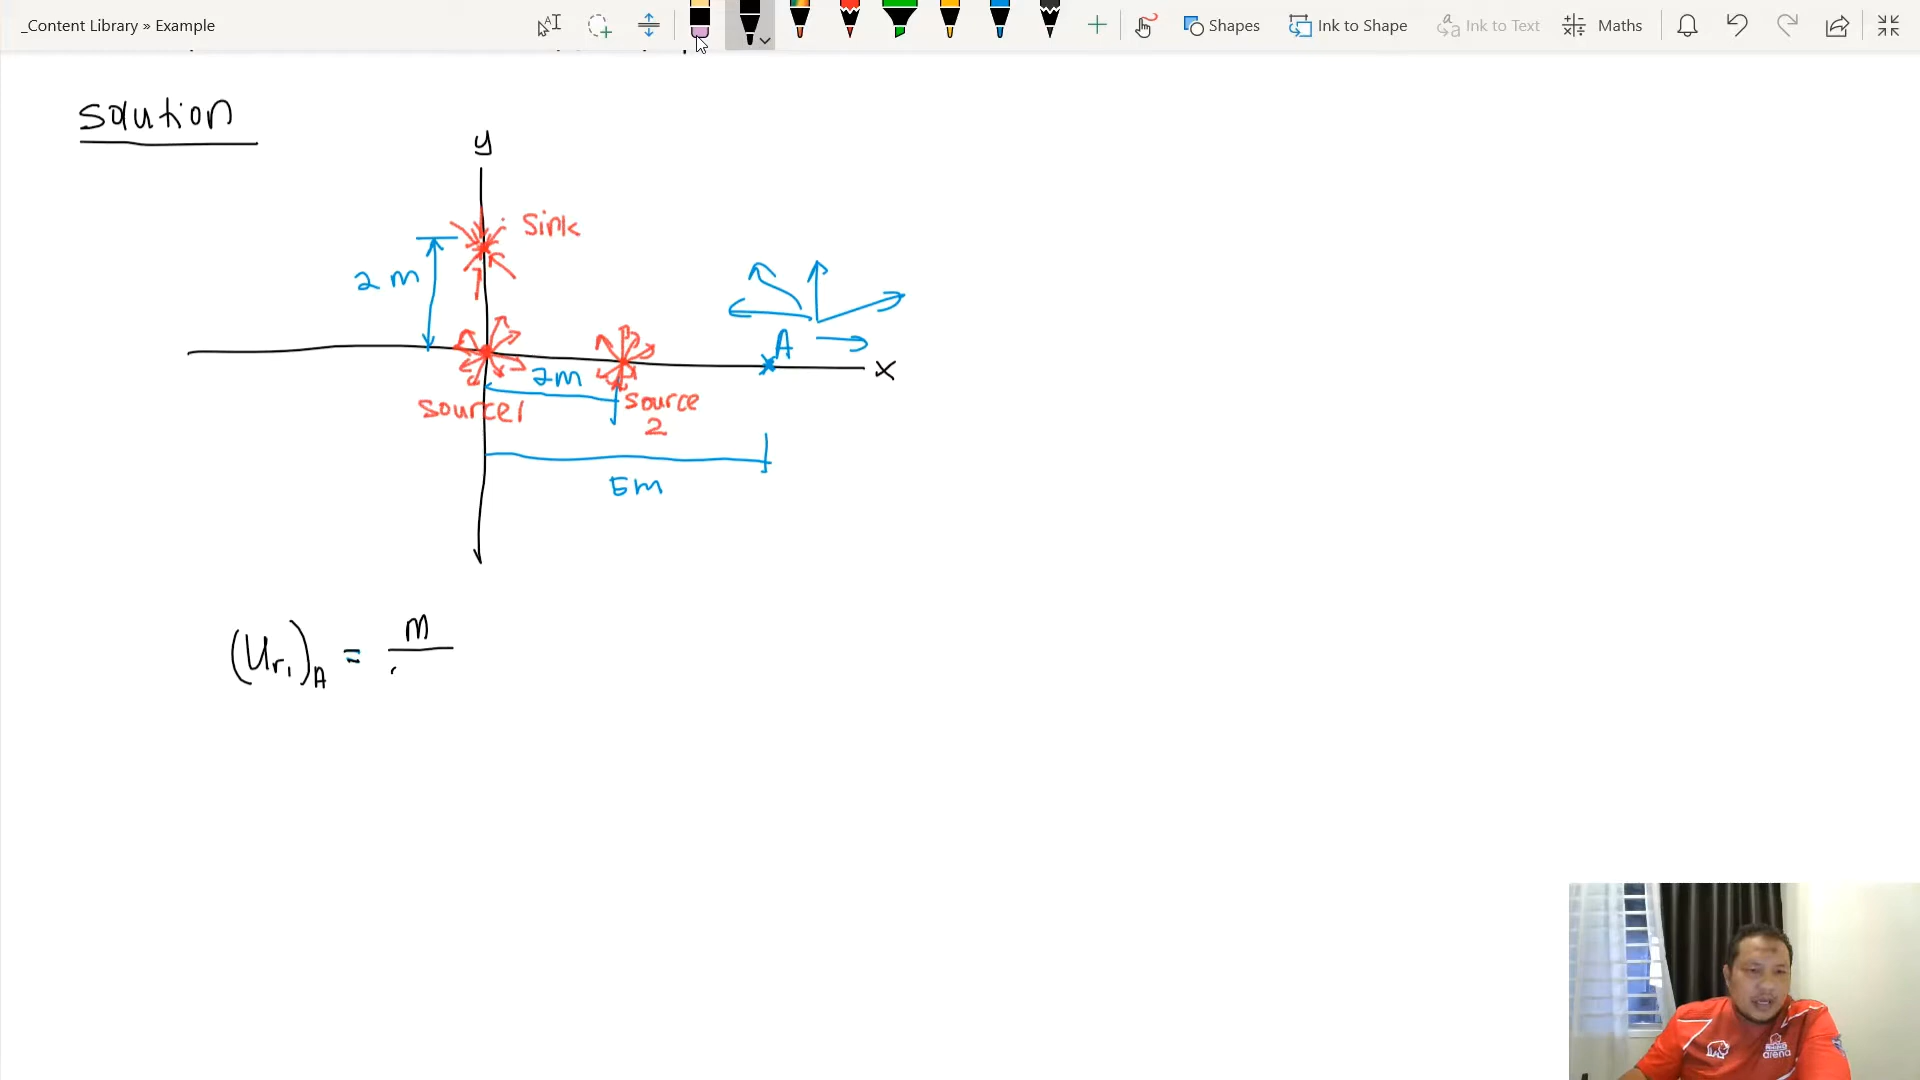 _Content Library » Example
Shapes
Ink to Shape
Ink to Text
Maths
solution
y
sink
2 m
A
x
2m
source1
source
2
5m
(Ur1)A = m
arena